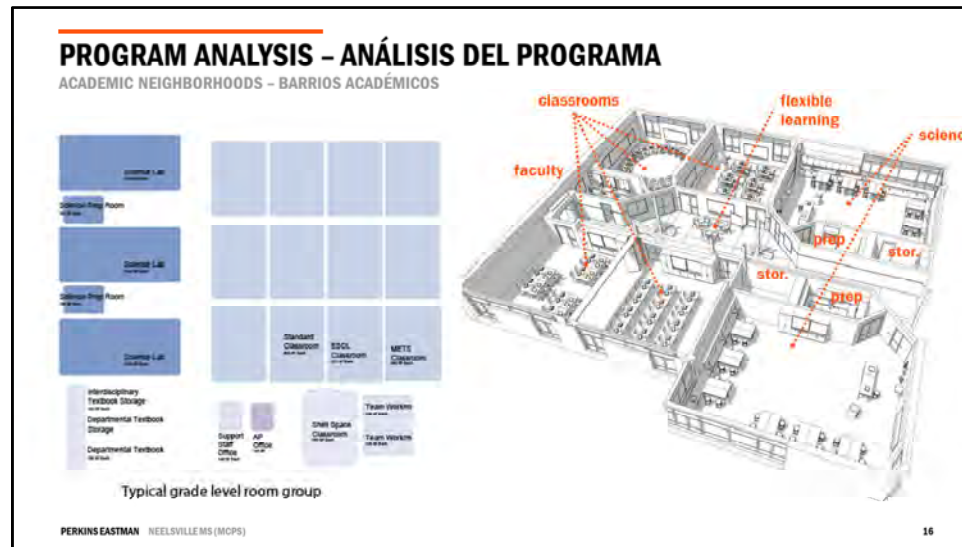 PROGRAM ANALYSIS – ANÁLISIS DEL PROGRAMA
ACADEMIC NEIGHBORHOODS – BARRIOS ACADÉMICOS
Science Lab
Science Prep Room
Science Lab
Science Prep Room
Science Lab
Standard
Classroom
ESOL
Classroom
METS
Classroom
Interdisciplinary
Textbook Storage
Departmental Textbook
Storage
Departmental Textbook
Support
Staff
Office
AP
Office
Shell Space
Classroom
Team Workrm
Team Workrm
Typical grade level room group
classrooms
flexible
learning
scienc
faculty
prep
stor.
stor.
prep
PERKINS EASTMAN NEELSVILLE MS (MCPS)
16